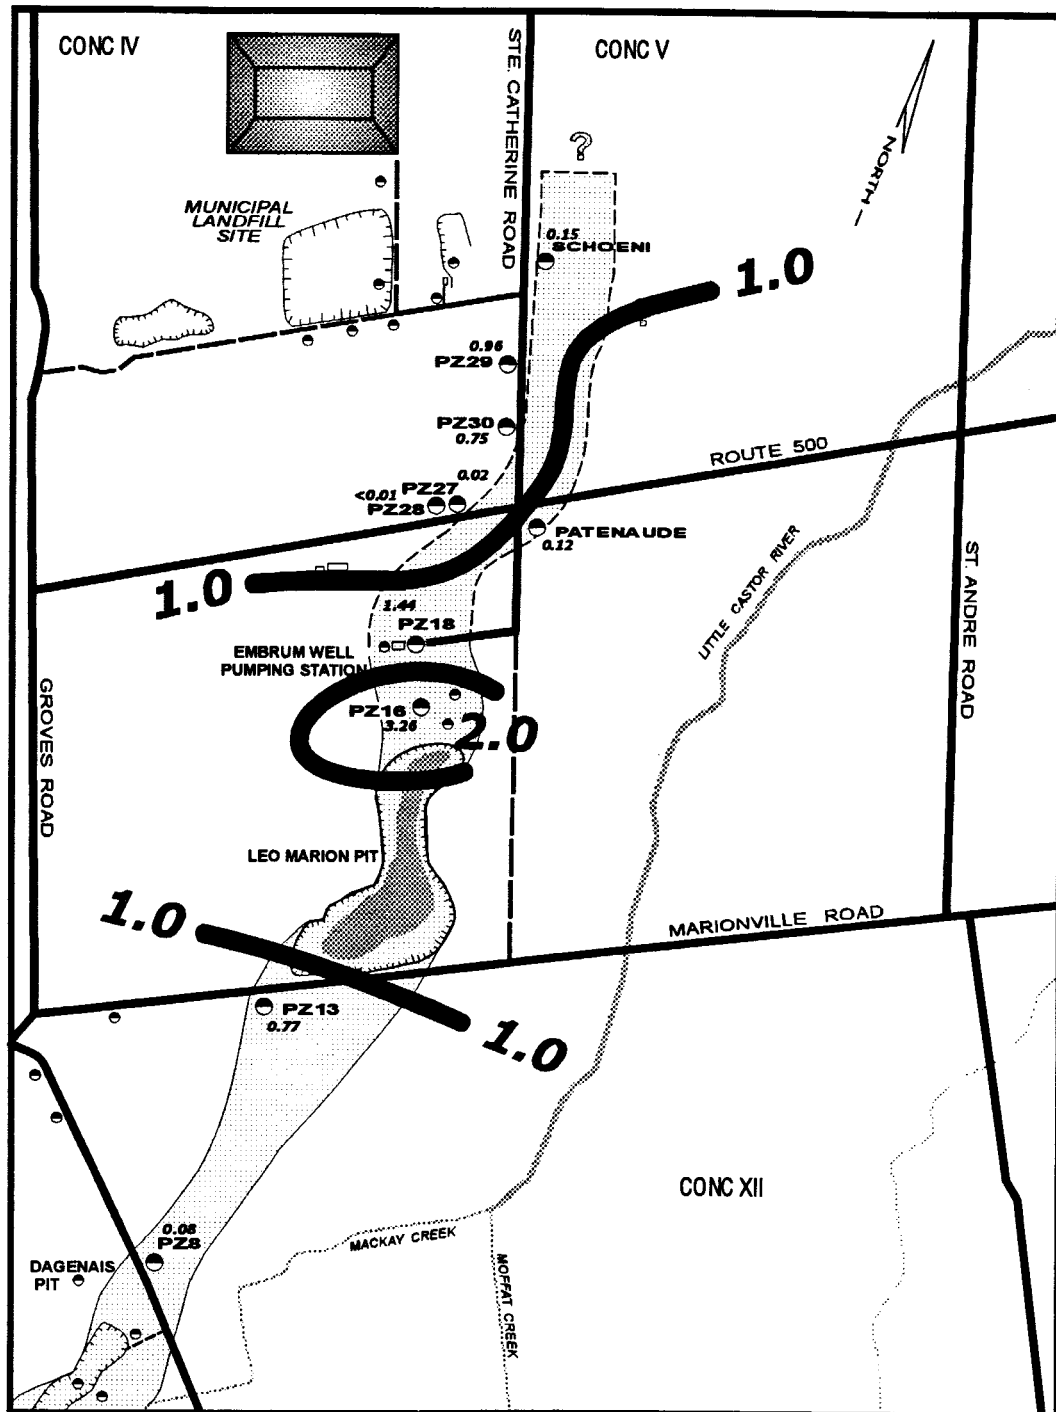 CONC IV
STE. CATHERINE ROAD
CONC V
?
NORTH
MUNICIPAL
LANDFILL
SITE
0.15
SCHOENI
1.0
0.96
PZ29
PZ30
0.75
ROUTE 500
0.02
<0.01
PZ27
PZ28
PATENAUDE
0.12
1.0
LITTLE CASTOR RIVER
ST. ANDRE ROAD
1.44
PZ18
EMBRUM WELL
PUMPING STATION
GROVES ROAD
PZ16
3.26
2.0
LEO MARION PIT
1.0
MARIONVILLE ROAD
PZ13
0.77
1.0
CONC XII
0.08
PZ8
MACKAY CREEK
DAGENAIS
PIT
MOFFAT CREEK